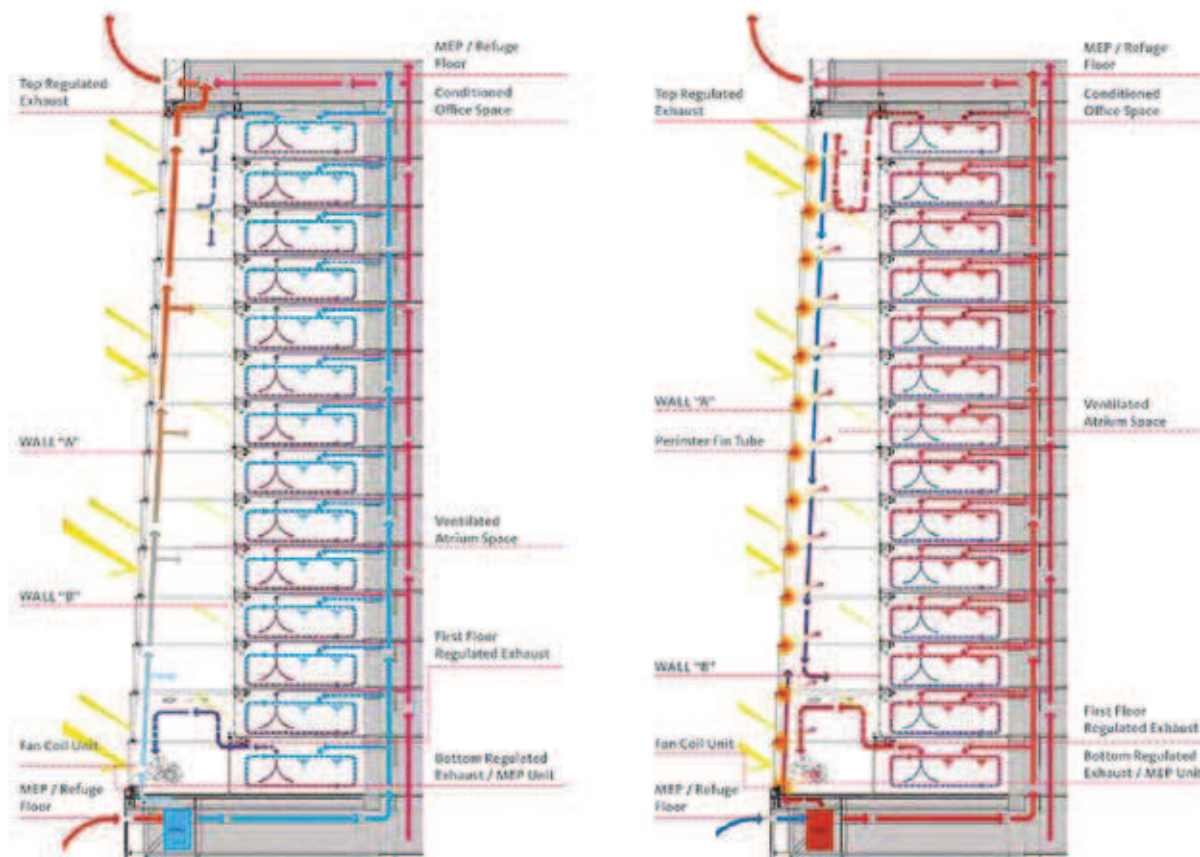 MEP / Refuge
Floor
Top Regulated
Exhaust
Conditioned
Office Space
WALL "A"
Ventilated
Atrium Space
WALL "B"
First Floor
Regulated Exhaust
Fan Coil Unit
Bottom Regulated
Exhaust / MEP Unit
MEP / Refuge
Floor
MEP / Refuge
Floor
Top Regulated
Exhaust
Conditioned
Office Space
WALL "A"
Ventilated
Atrium Space
Perimter Fin Tube
WALL "B"
First Floor
Regulated Exhaust
Fan Coil Unit
Bottom Regulated
Exhaust / MEP Unit
MEP / Refuge
Floor